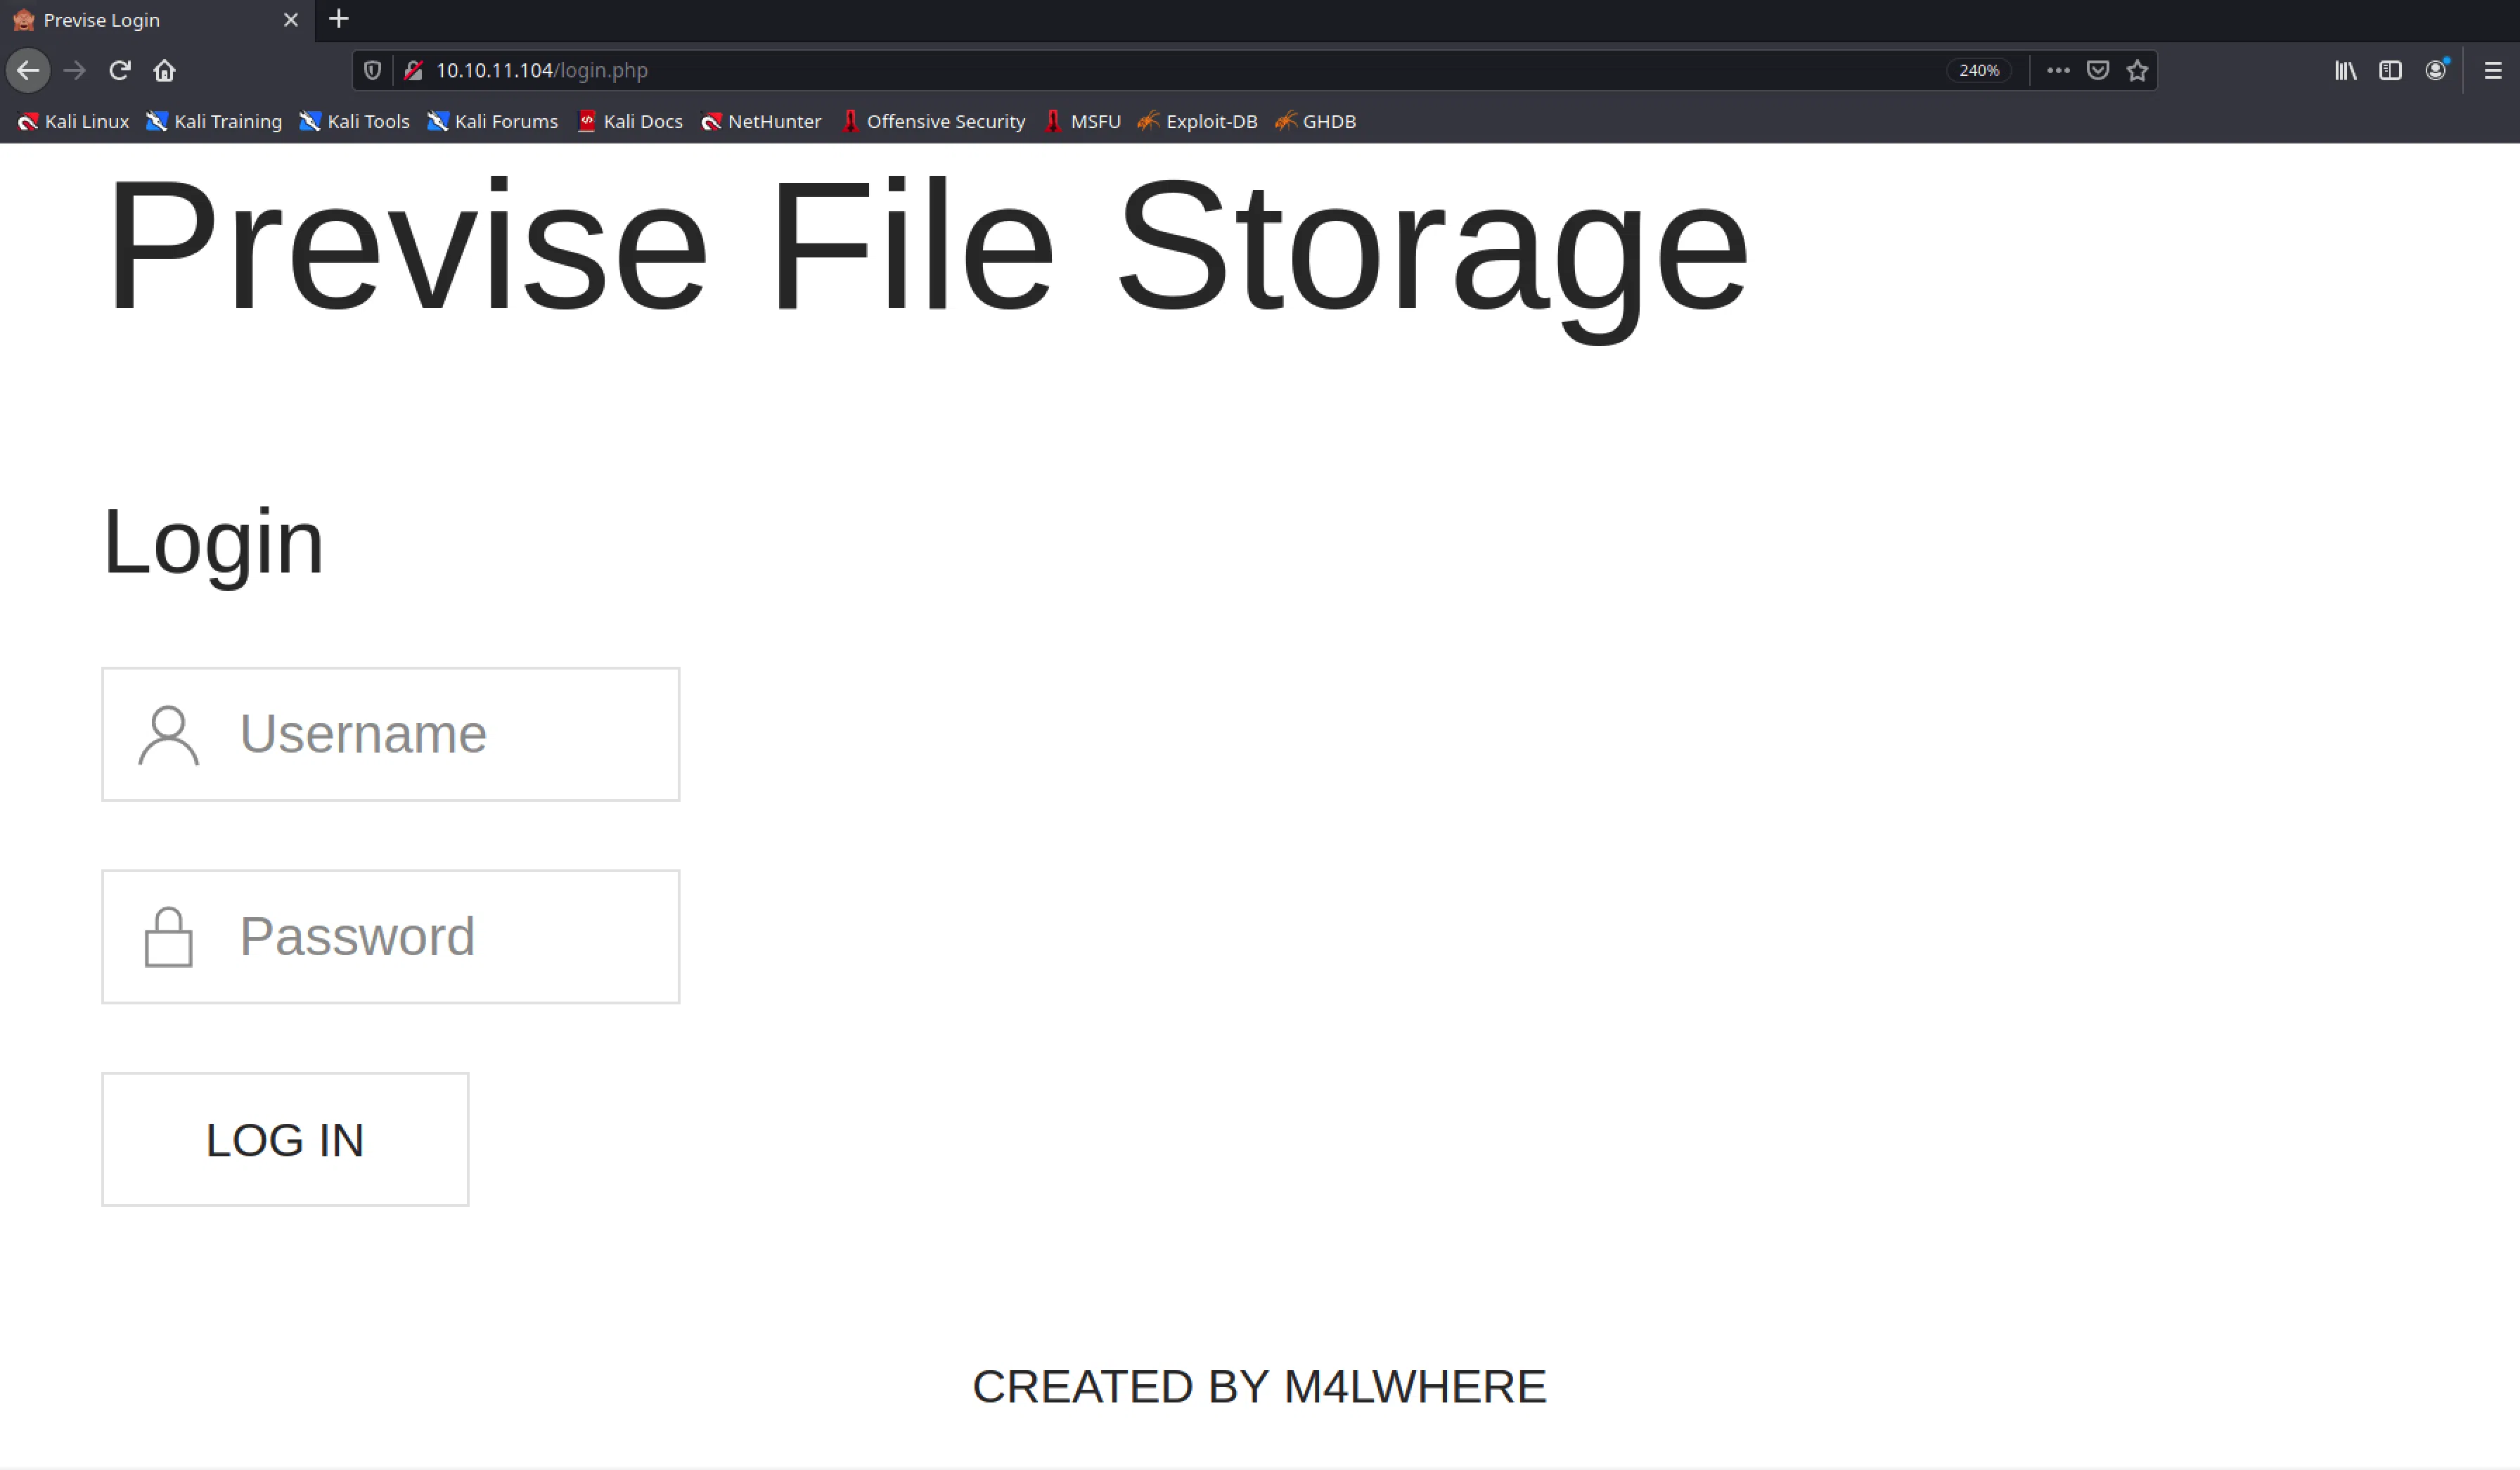 Previse Login
10.10.11.104/login.php 240%
Kali Linux Kali Training Kali Tools Kali Forums Kali Docs NetHunter Offensive Security MSFU Exploit-DB GHDB
Previse File Storage
Login
Username
Password
LOG IN
CREATED BY M4LWHERE